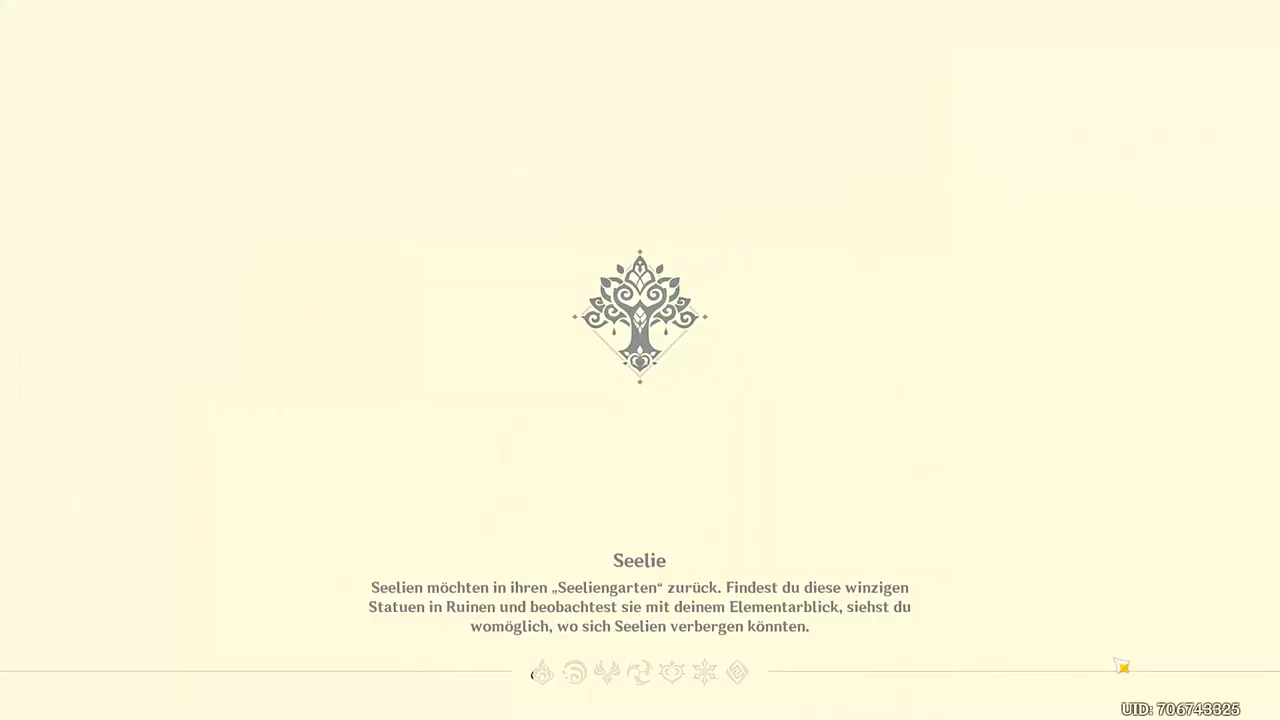 Seelie
Seelien möchten in ihren „Seeliengarten“ zurück. Findest du diese winzigen
Statuen in Ruinen und beobachtest sie mit deinem Elementarblick, siehst du
womöglich, wo sich Seelien verbergen könnten.
UID: 706743325